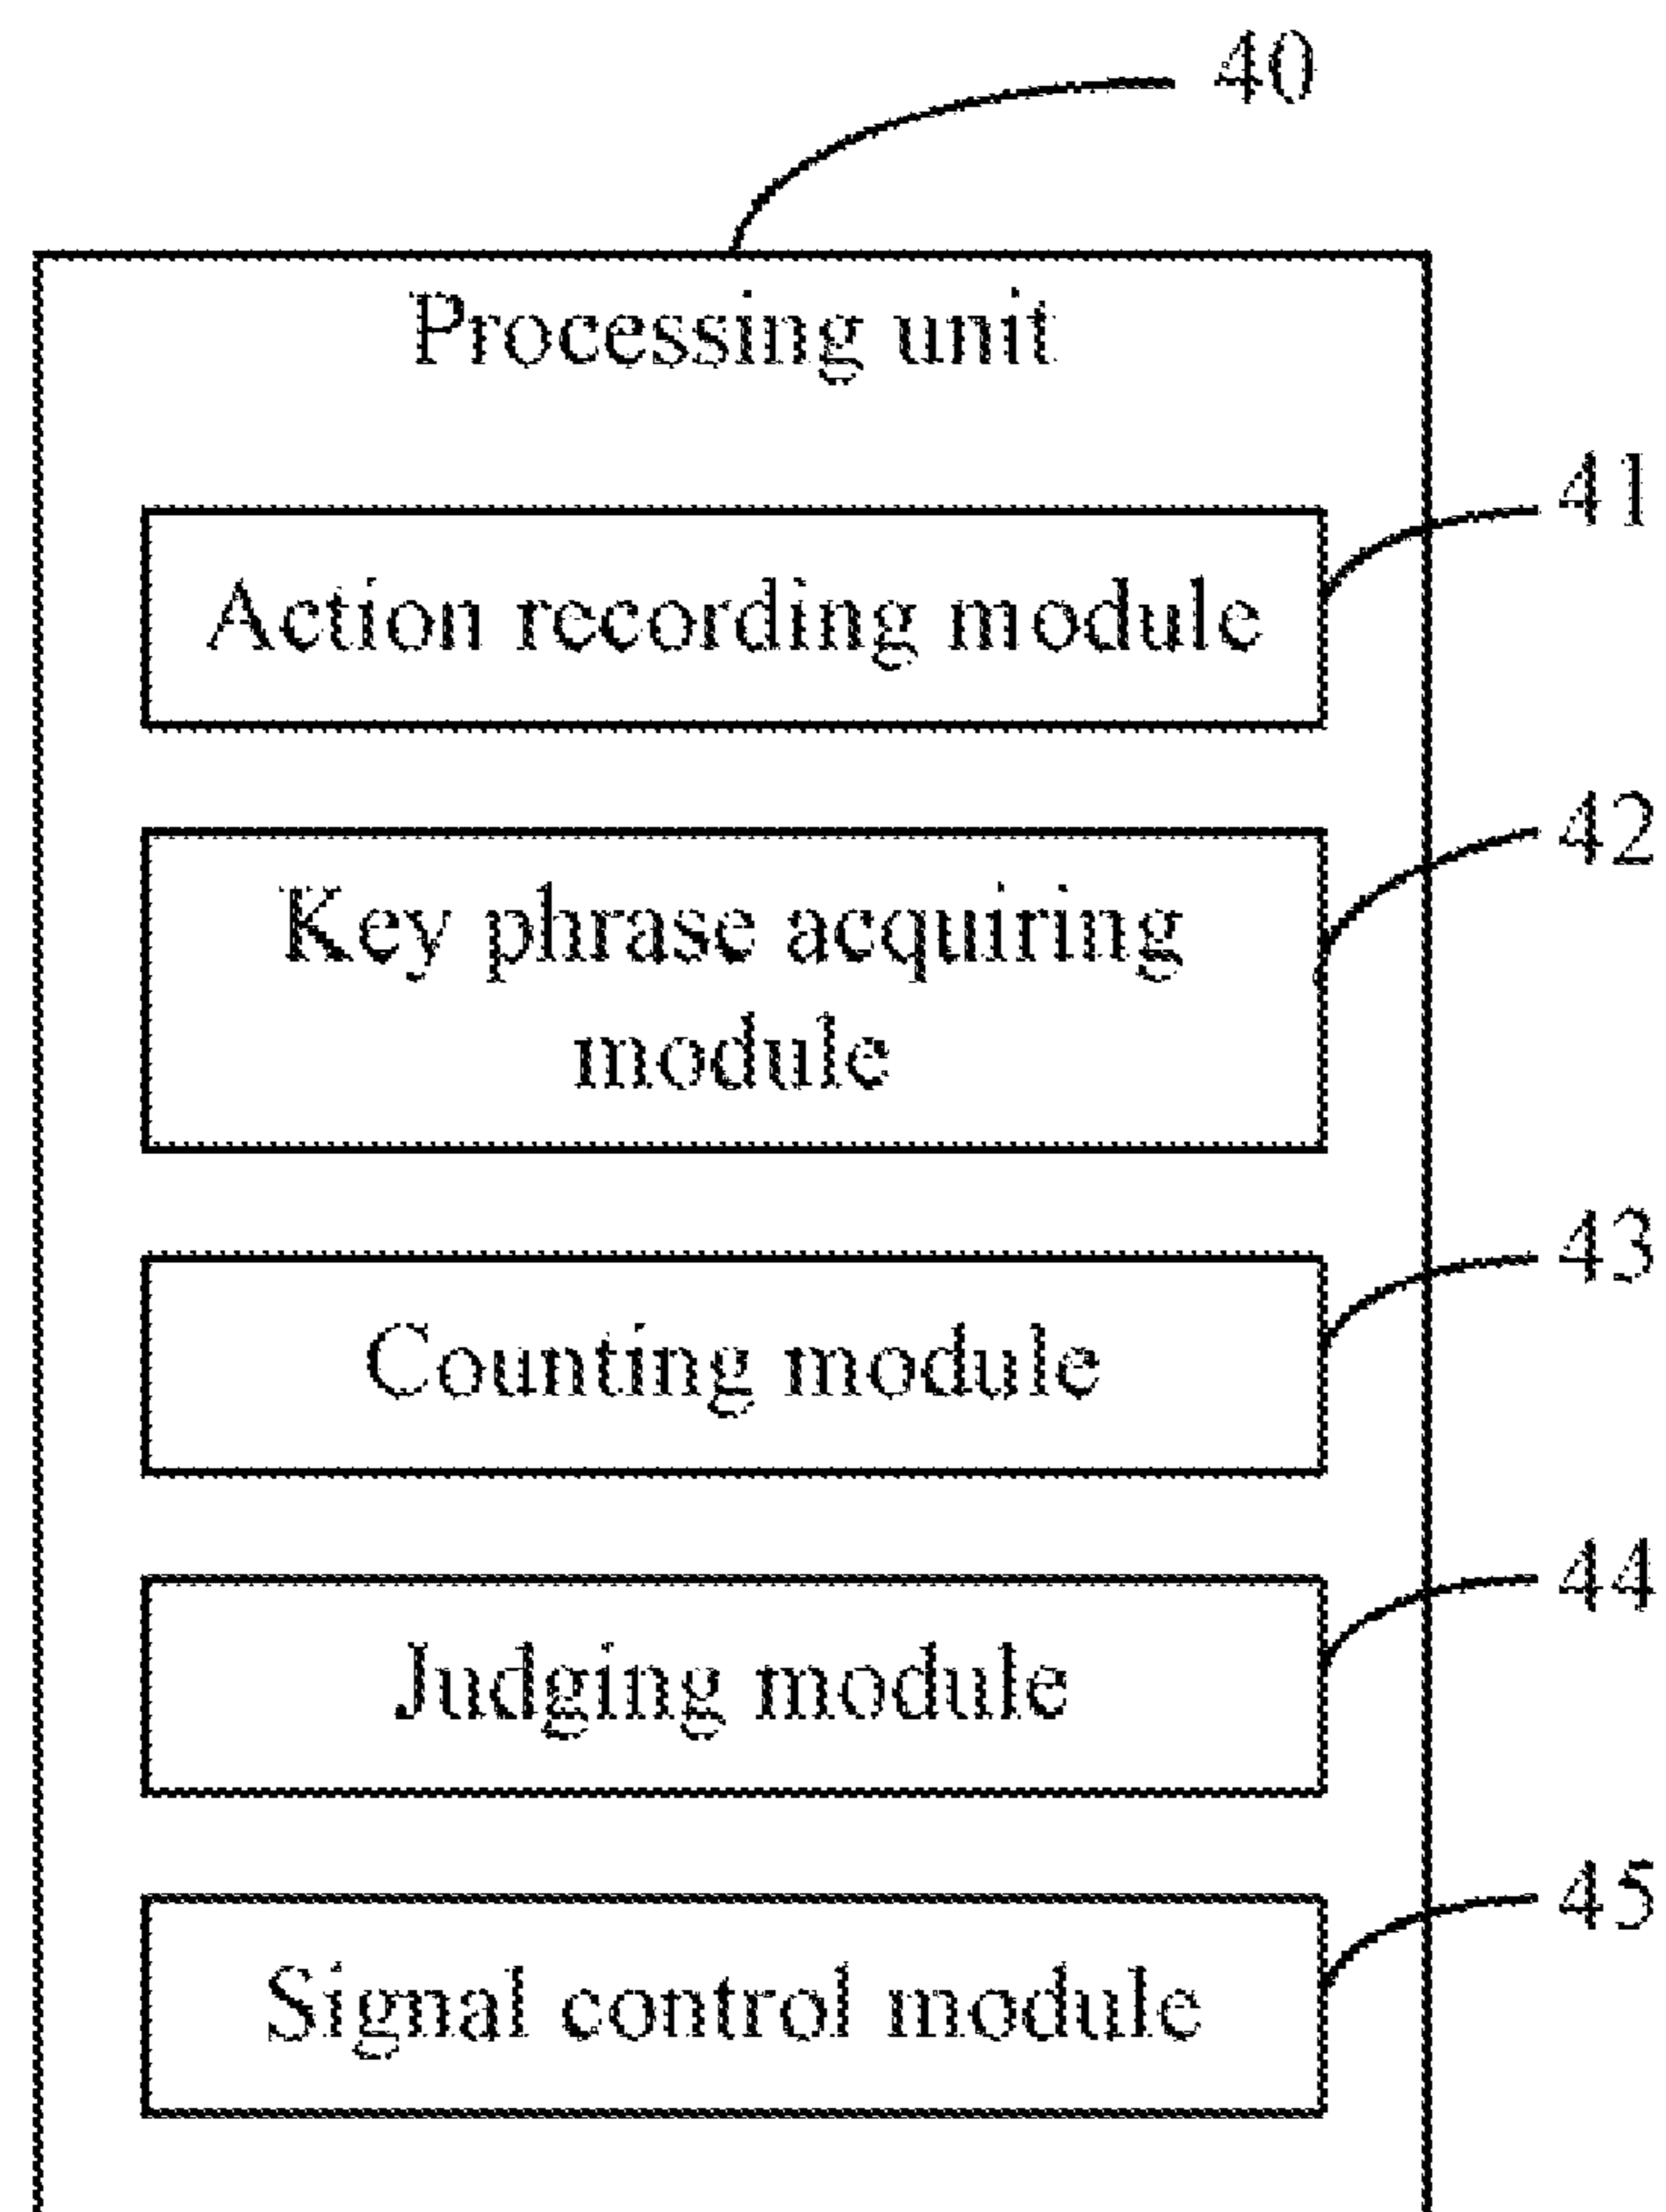 40
Processing unit
41
Action recording module
42
Key phrase acquiring
module
43
Counting module
44
Judging module
45
Signal control module